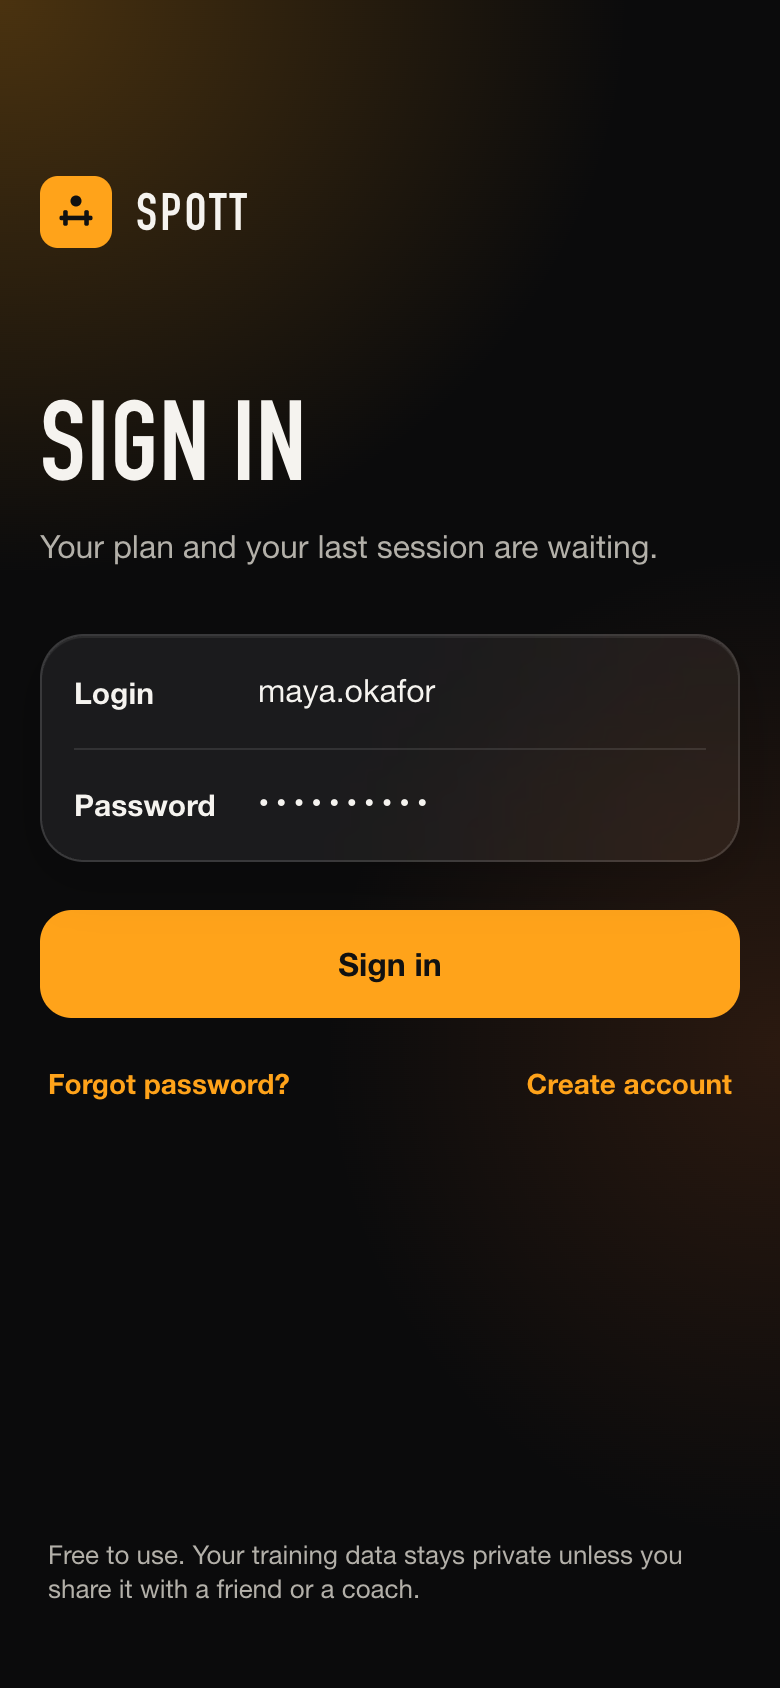 SPOTT
SIGN IN
Your plan and your last session are waiting.
Login maya.okafor
Password ••••••••••
Sign in
Forgot password? Create account
Free to use. Your training data stays private unless you
share it with a friend or a coach.